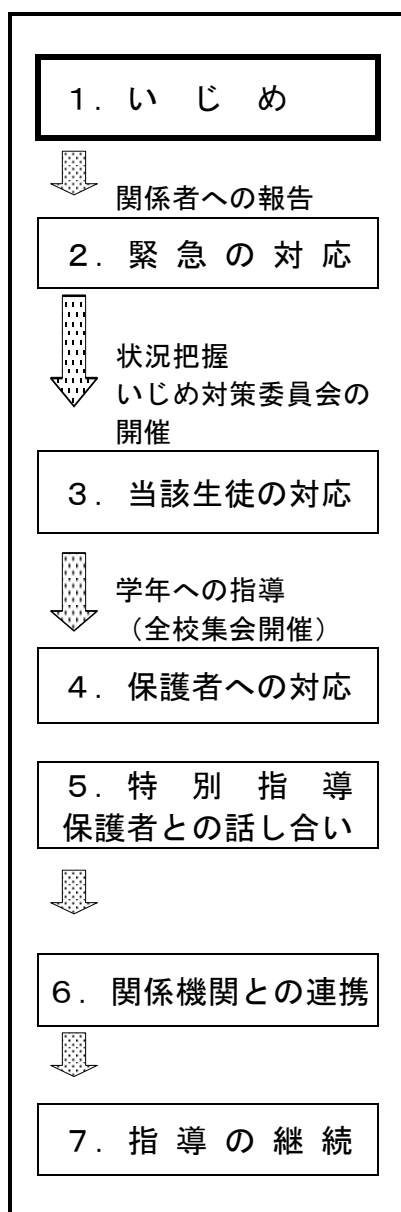 １．い じ め
関係者への報告
２．緊 急 の 対 応
状況把握
いじめ対策委員会の
開催
３．当該生徒の対応
学年への指導
（全校集会開催）
４．保護者への対応
５．特 別 指 導
保護者との話し合い
６．関係機関との連携
７．指 導 の 継 続